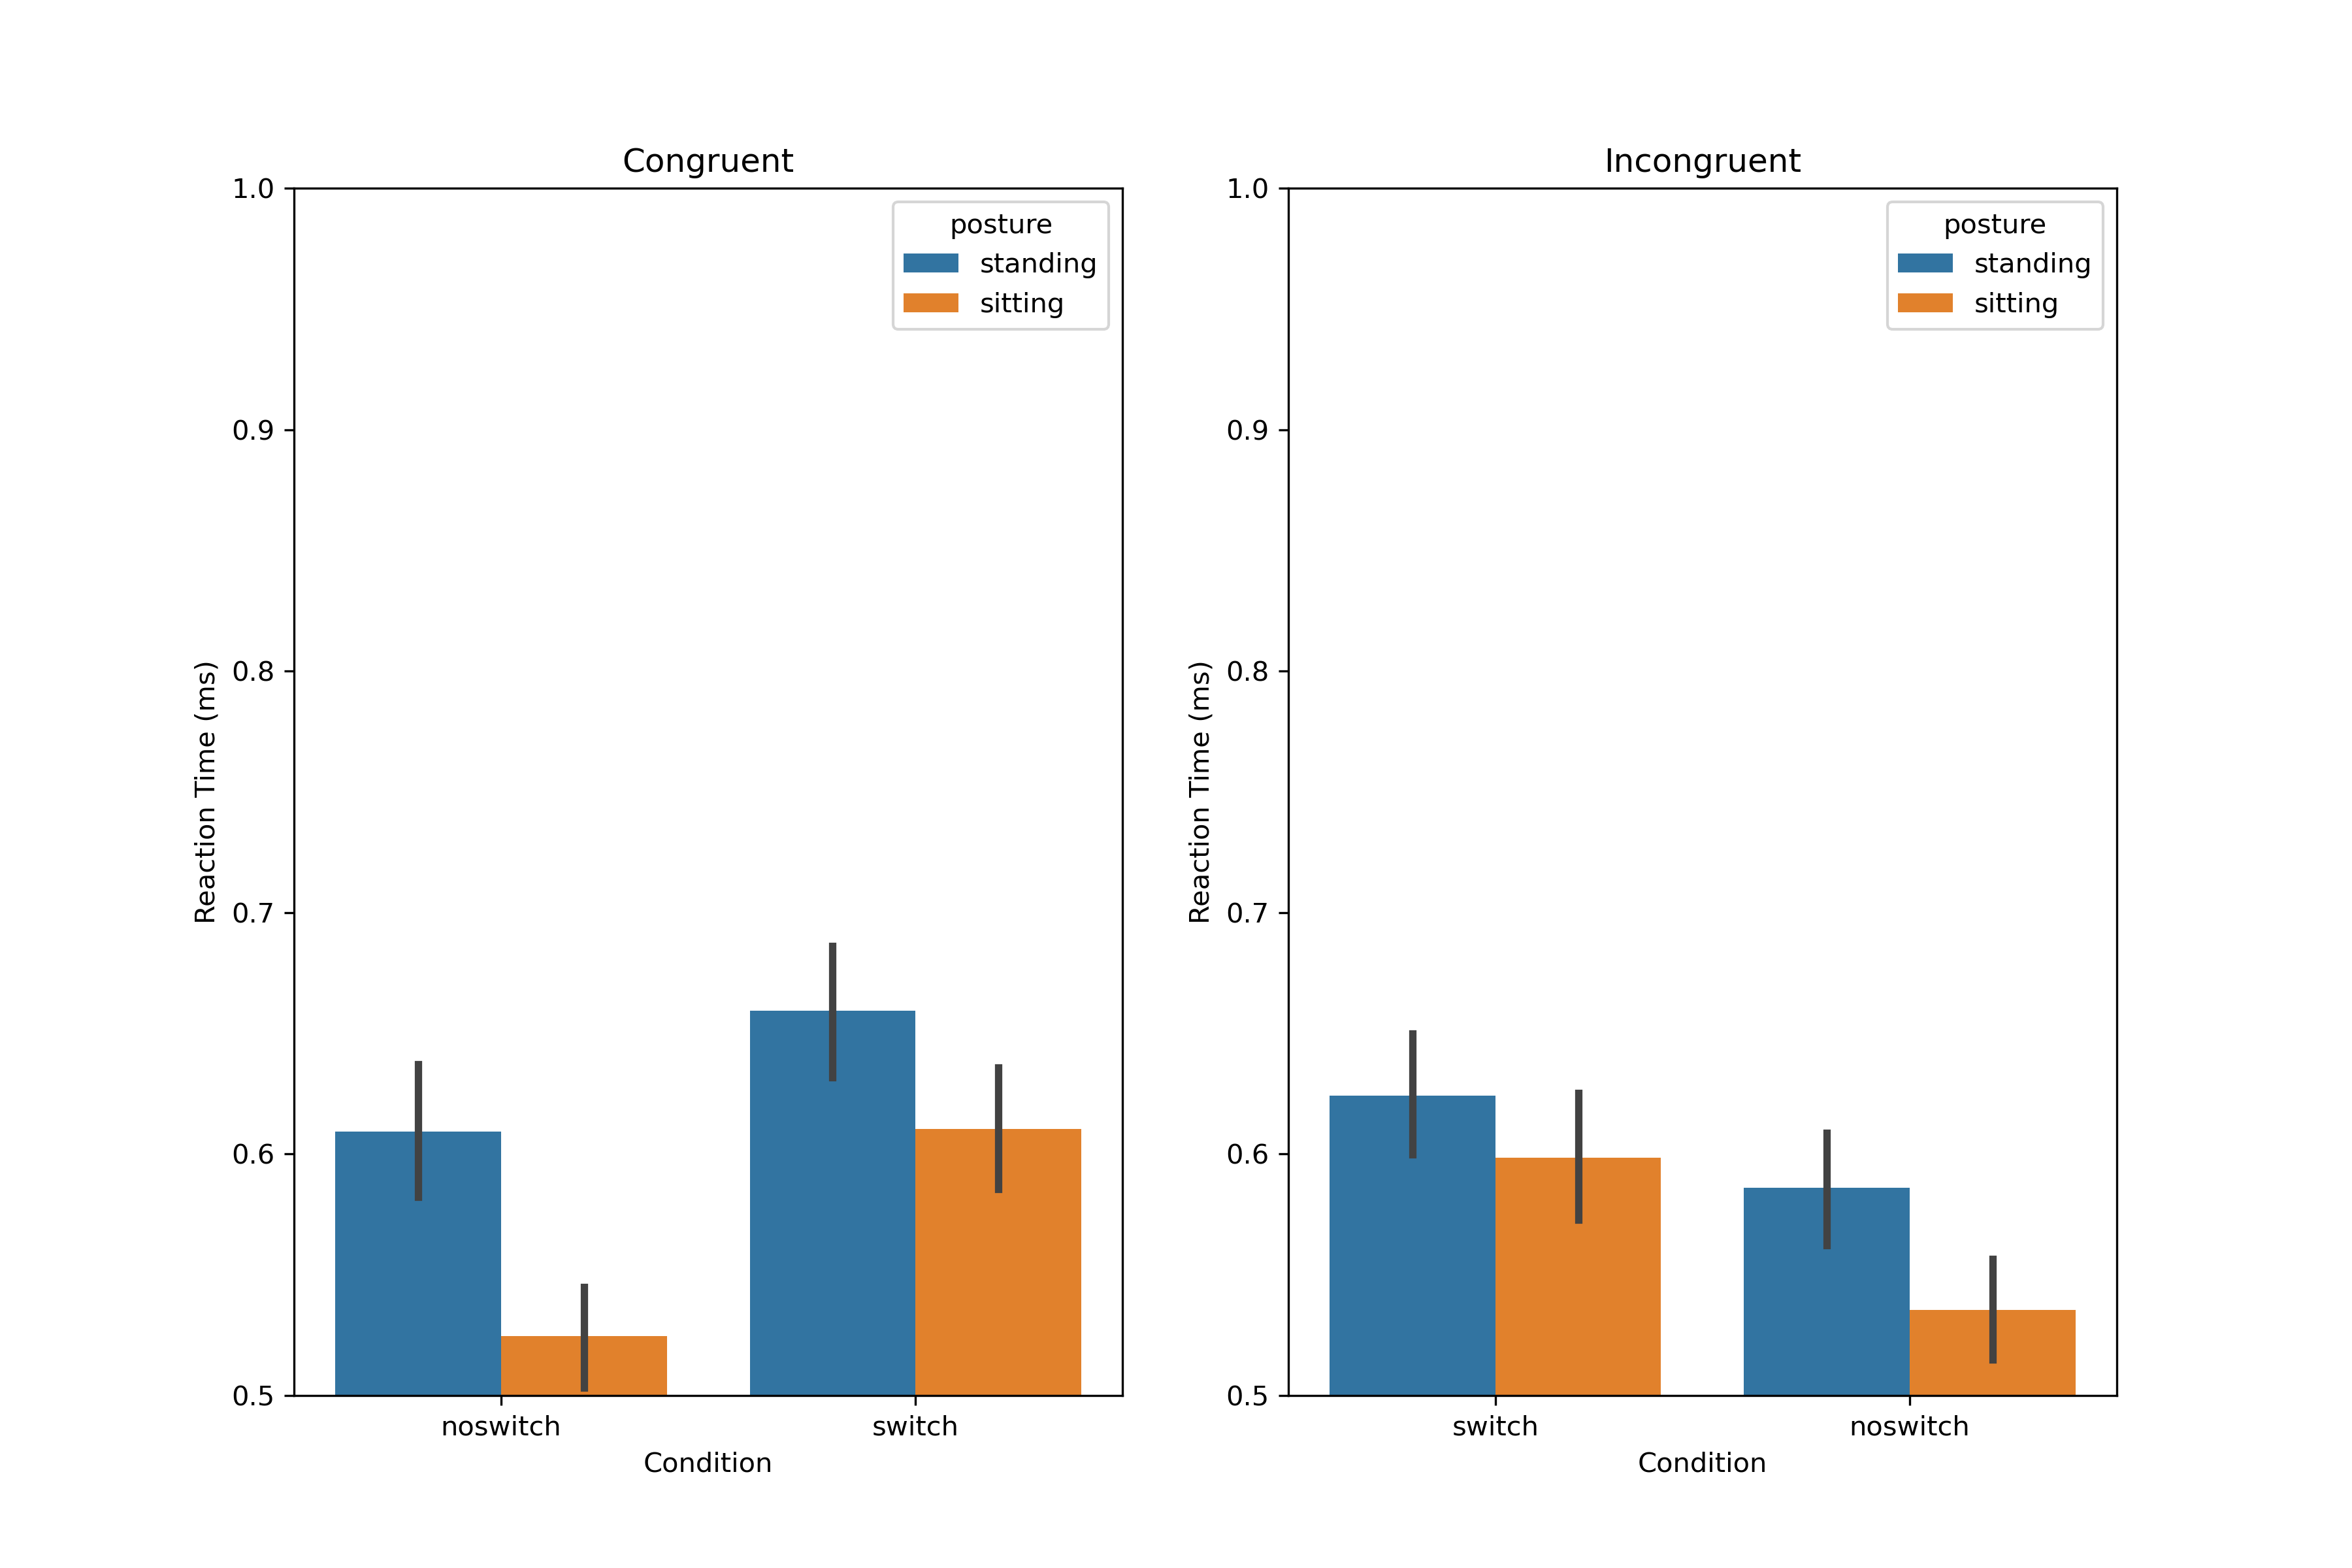 Congruent
1.0
0.9
0.8
0.7
0.6
0.5
Reaction Time (ms)
posture
standing
sitting
noswitch
switch
Condition
Incongruent
1.0
0.9
0.8
0.7
0.6
0.5
Reaction Time (ms)
posture
standing
sitting
switch
noswitch
Condition